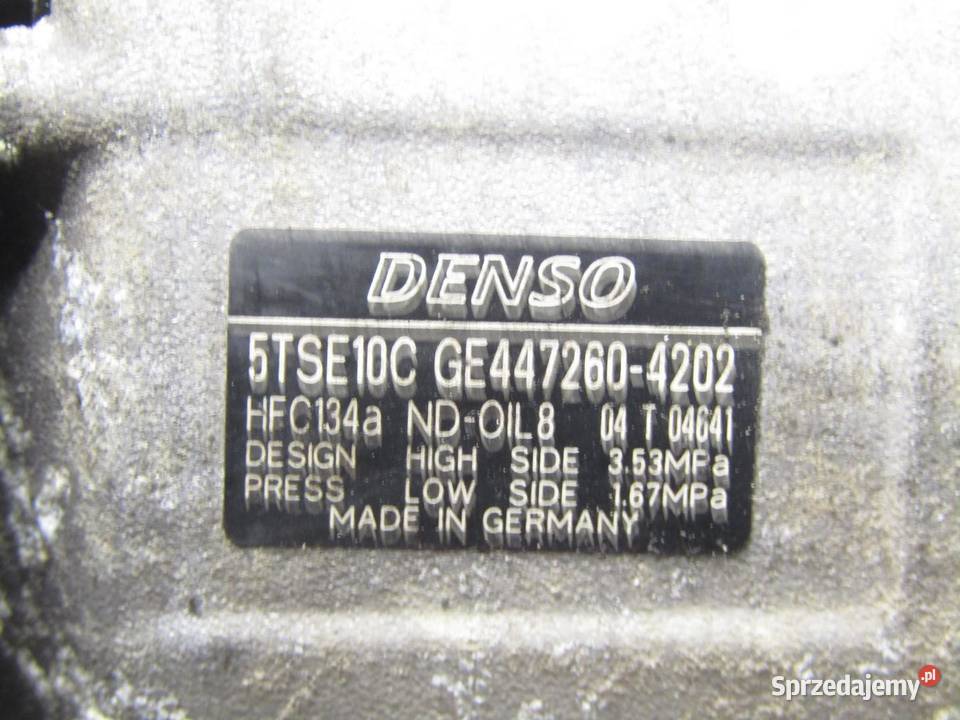 DENSO
5TSE10C GE447260-4202
HFC134a ND-OIL8 04 T 04641
DESIGN HIGH SIDE 3.53MPa
PRESS LOW SIDE 1.67MPa
MADE IN GERMANY
Sprzedajemy.pl